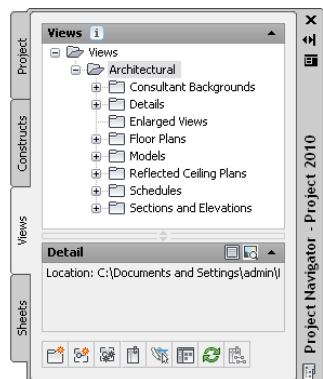 Project
Constructs
Views
Sheets
Views
Views
Architectural
Consultant Backgrounds
Details
Enlarged Views
Floor Plans
Models
Reflected Ceiling Plans
Schedules
Sections and Elevations
Detail
Location: C:\Documents and Settings\admin\
Project Navigator - Project 2010